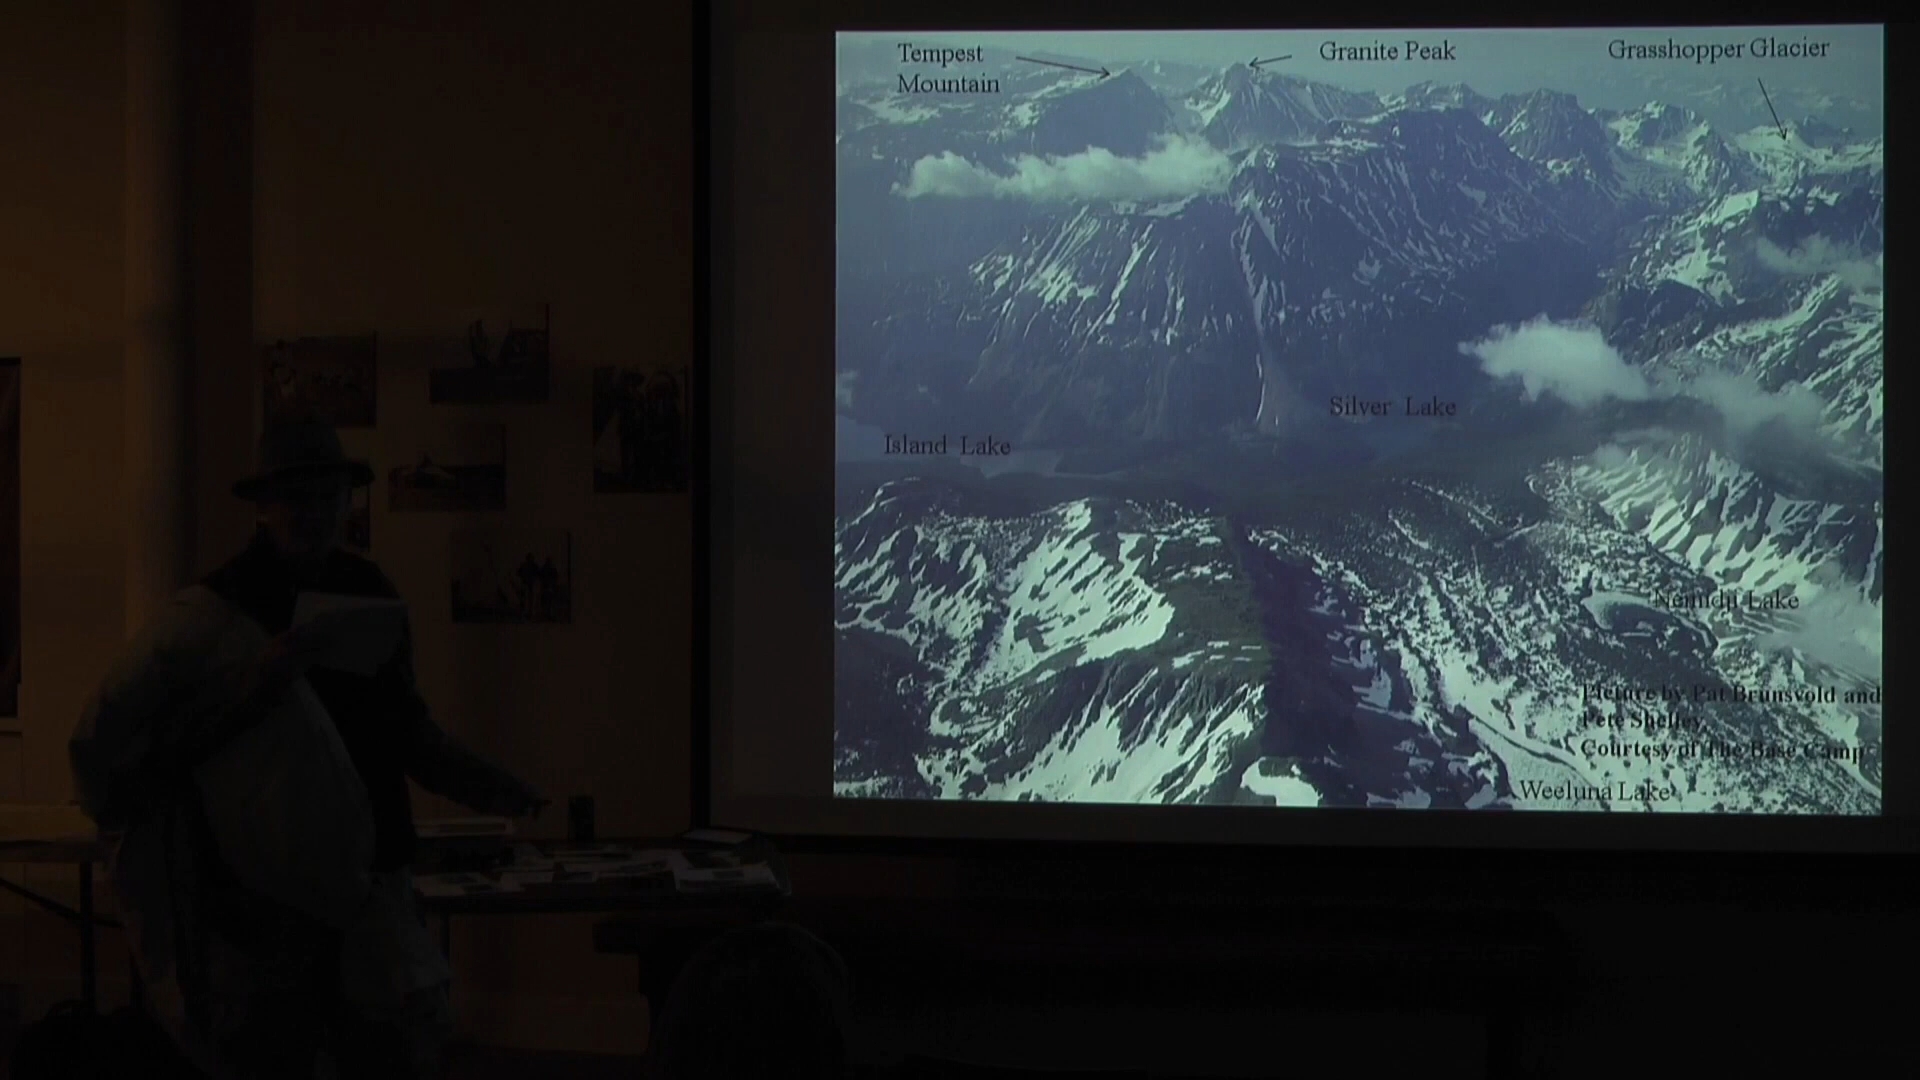 Tempest
Mountain
Granite Peak
Grasshopper Glacier
Silver Lake
Island Lake
Nemidji Lake
Picture by Pat Brunsvold and
Pete Shelley,
Courtesy of The Base Camp
Weeluna Lake